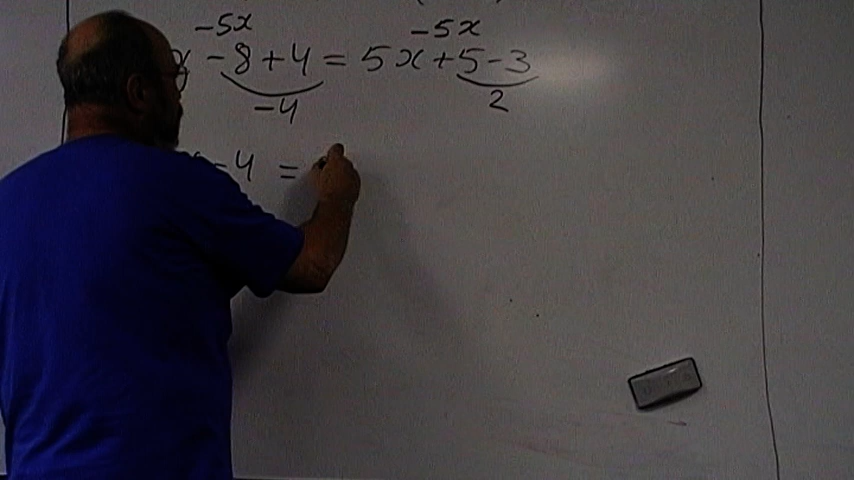 -5x -5x
x -8+4 = 5x+5-3
-4 2
-4 =